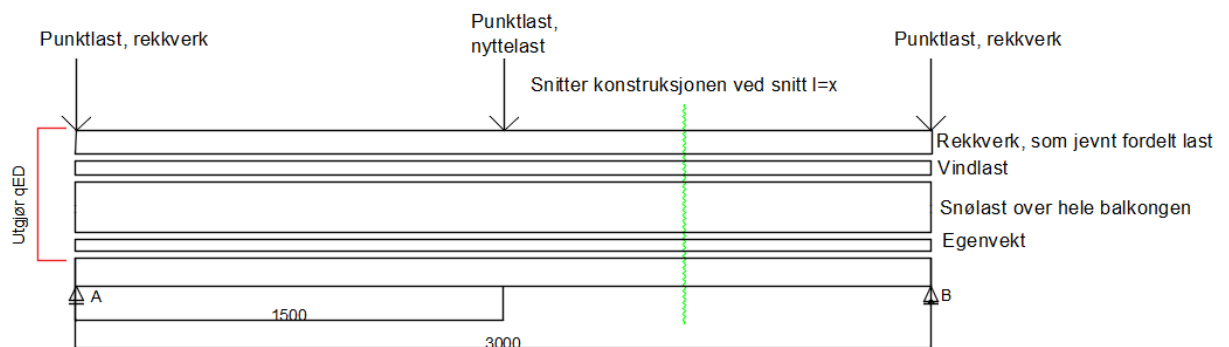 Punktlast,
nyttelast
Punktlast, rekkverk
Punktlast, rekkverk
Snitter konstruksjonen ved snitt I=x
Rekkverk, som jevnt fordelt last
Vindlast
Utgjør qED
Snølast over hele balkongen
Egenvekt
A
B
1500
3000